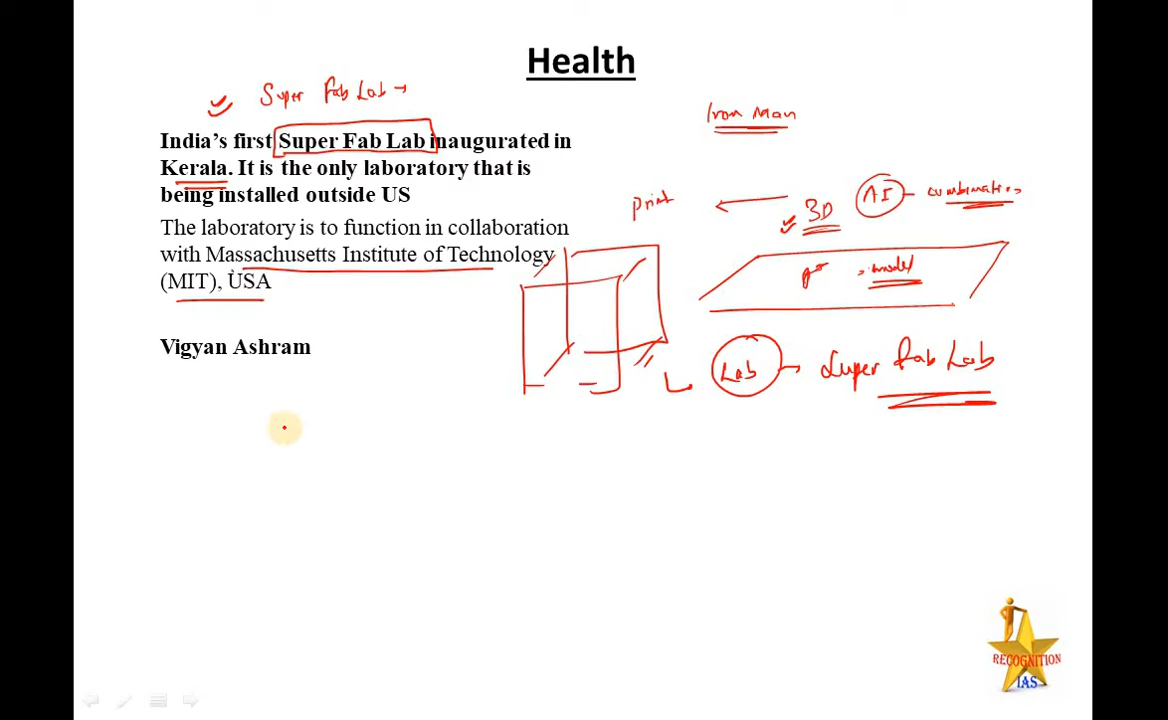 Health
Super Fab Lab →
Iron Man
India's first Super Fab Lab inaugurated in
Kerala. It is the only laboratory that is
being installed outside US
The laboratory is to function in collaboration
with Massachusetts Institute of Technology
(MIT), USA
Vigyan Ashram
print ← 3D
AI
model
Lab → Super Fab Lab
RECOGNITION
IAS